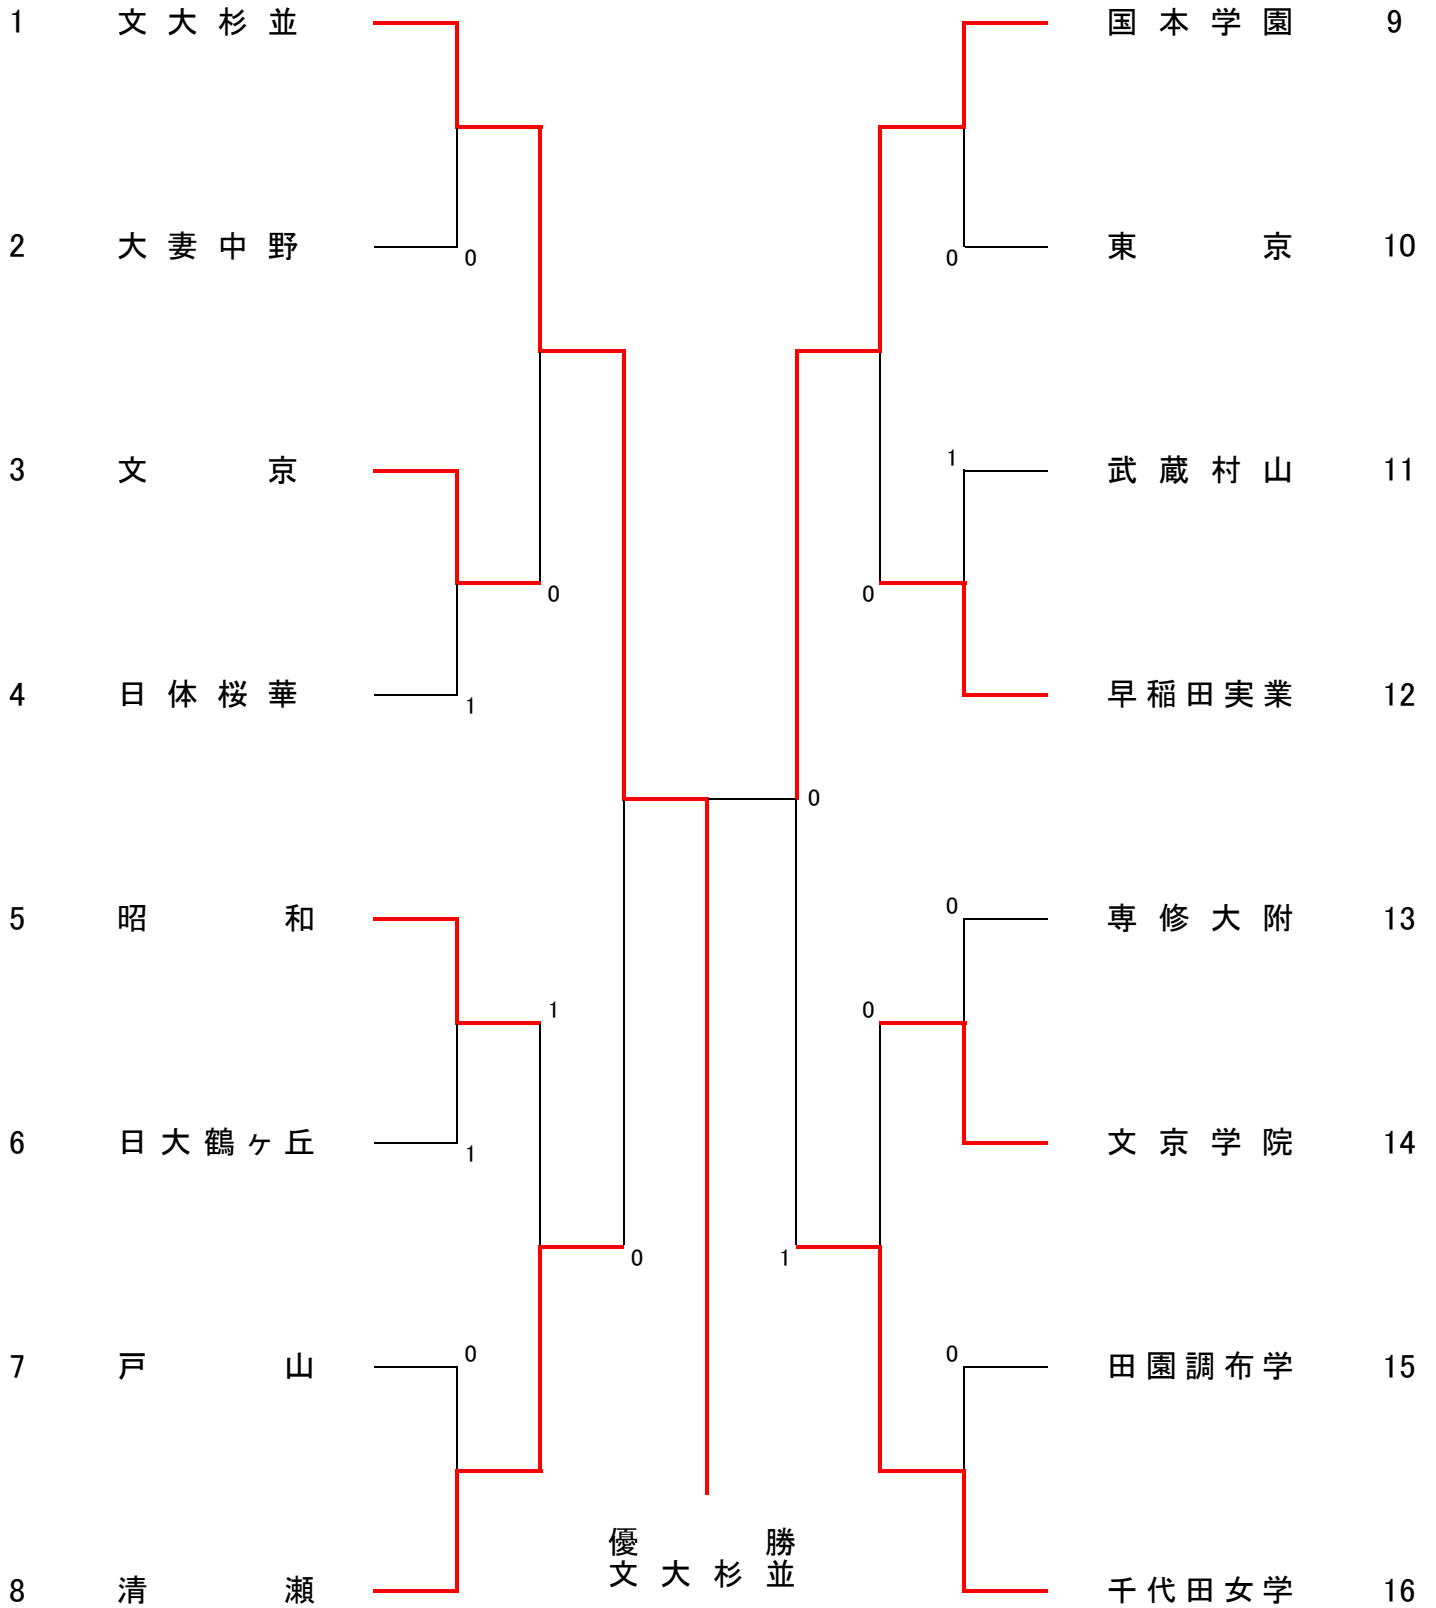 1 文大杉並 国本学園 9
2 大妻中野 0 0 東京 10
3 文京 1 武蔵村山 11
0 0
4 日体桜華 1 早稲田実業 12
0
5 昭和 0 専修大附 13
1 0
6 日大鶴ヶ丘 1 文京学院 14
0 1
7 戸山 0 0 田園調布学 15
優勝
文大杉並
8 清瀬 千代田女学 16